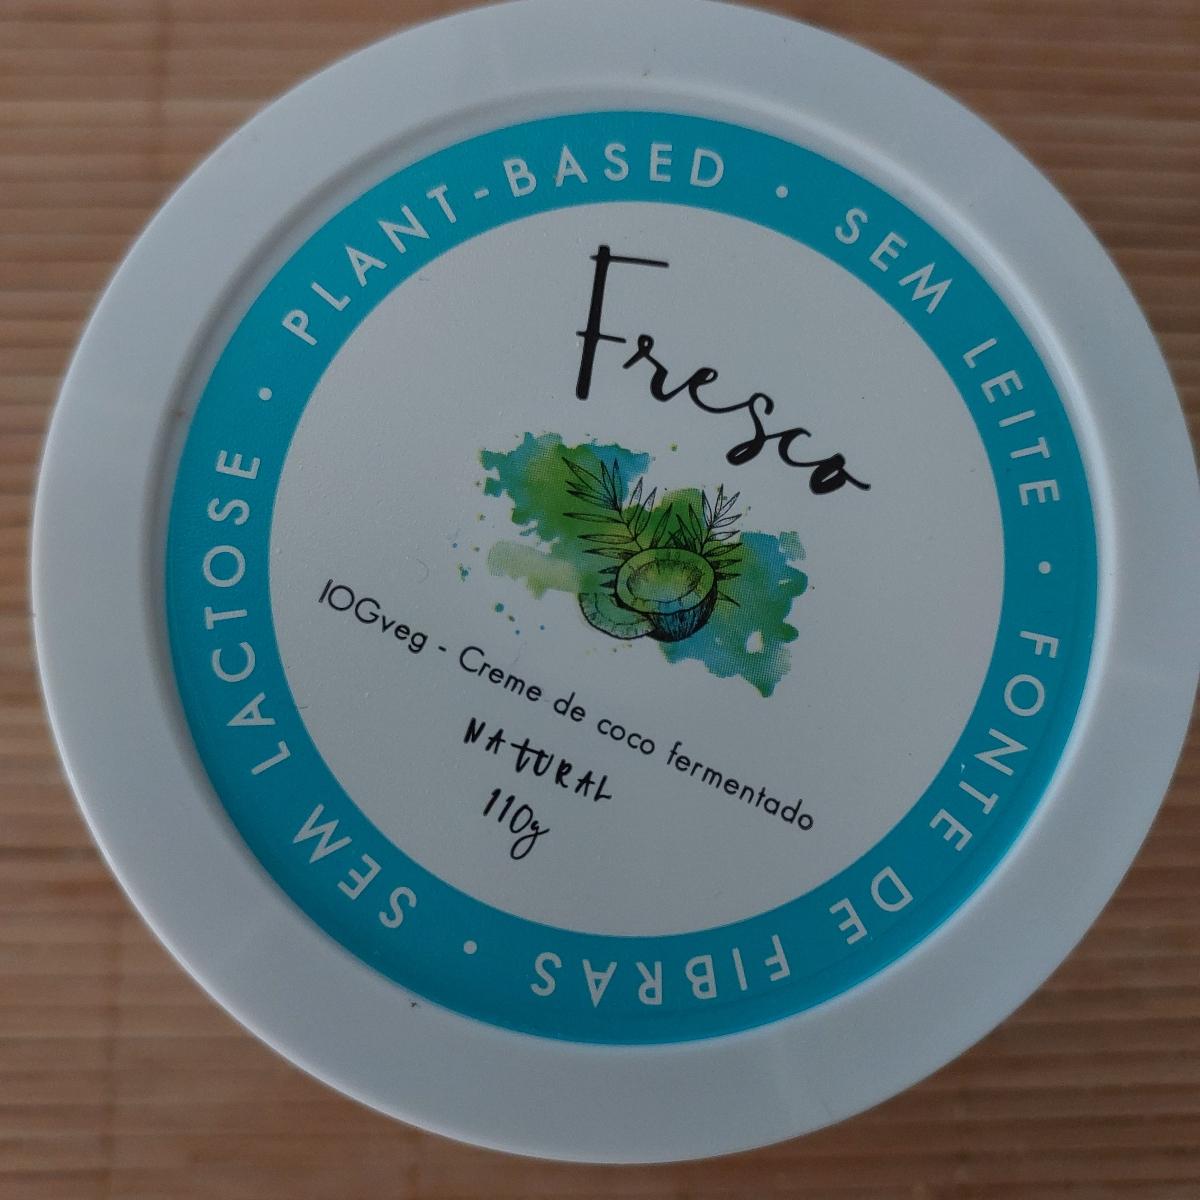 PLANT-BASED • SEM LEITE • FONTE DE FIBRAS • SEM LACTOSE •
Fresco
IOGveg - Creme de coco fermentado
NATURAL
110g